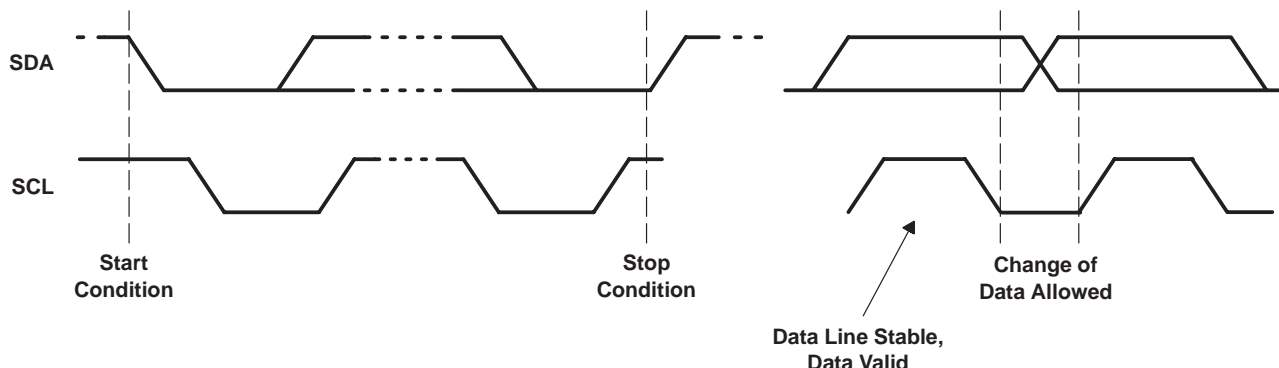 SDA
SCL
Start
Condition
Stop
Condition
Change of
Data Allowed
Data Line Stable,
Data Valid